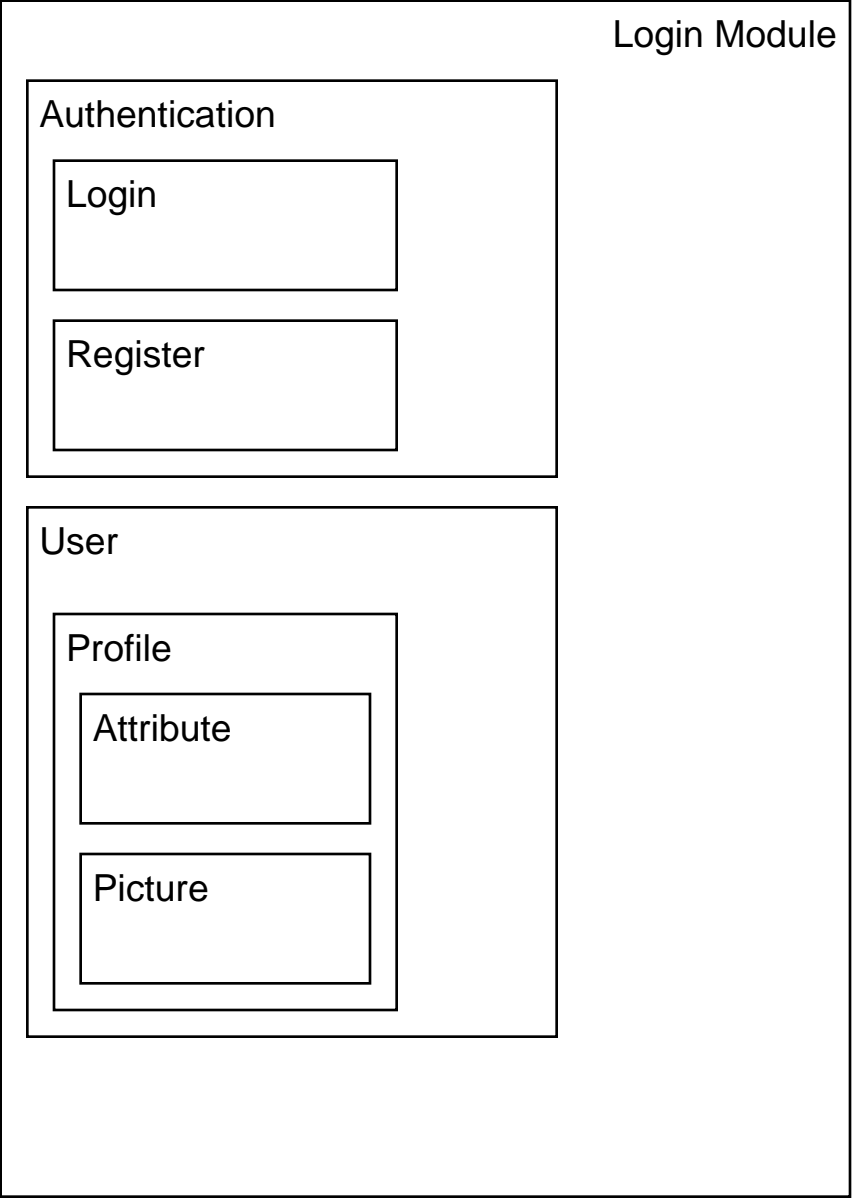 Login Module
Authentication
Login
Register
User
Profile
Attribute
Picture